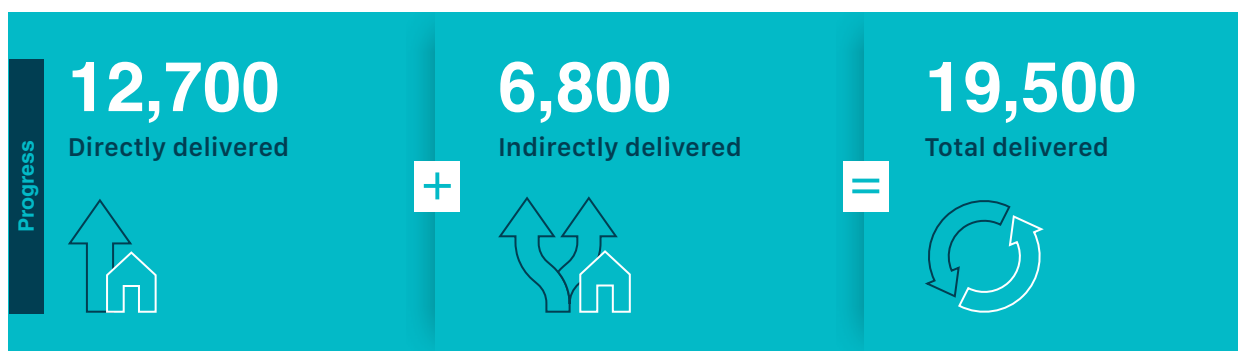 Progress
12,700
Directly delivered
+
6,800
Indirectly delivered
=
19,500
Total delivered